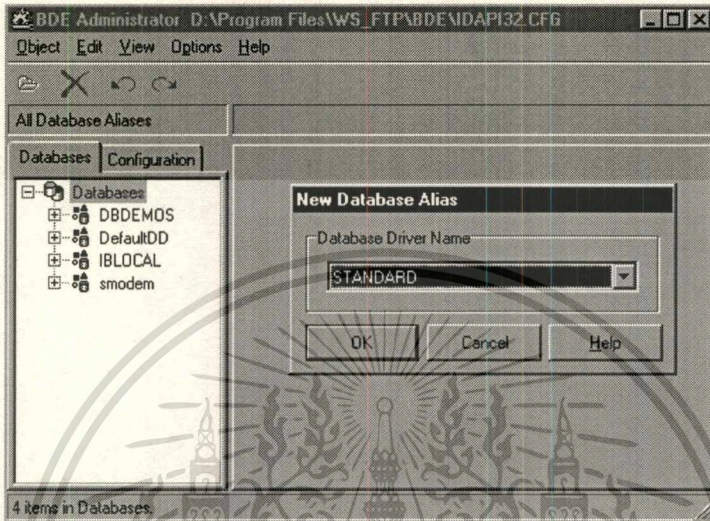 BDE Administrator D:\Program Files\WS_FTP\BDE\IDAPI32.CFG
Object Edit View Options Help
All Database Aliases
Databases Configuration
Databases
DBDEMOS
DefaultDD
IBLOCAL
smodem
New Database Alias
Database Driver Name
STANDARD
OK Cancel Help
4 items in Databases.